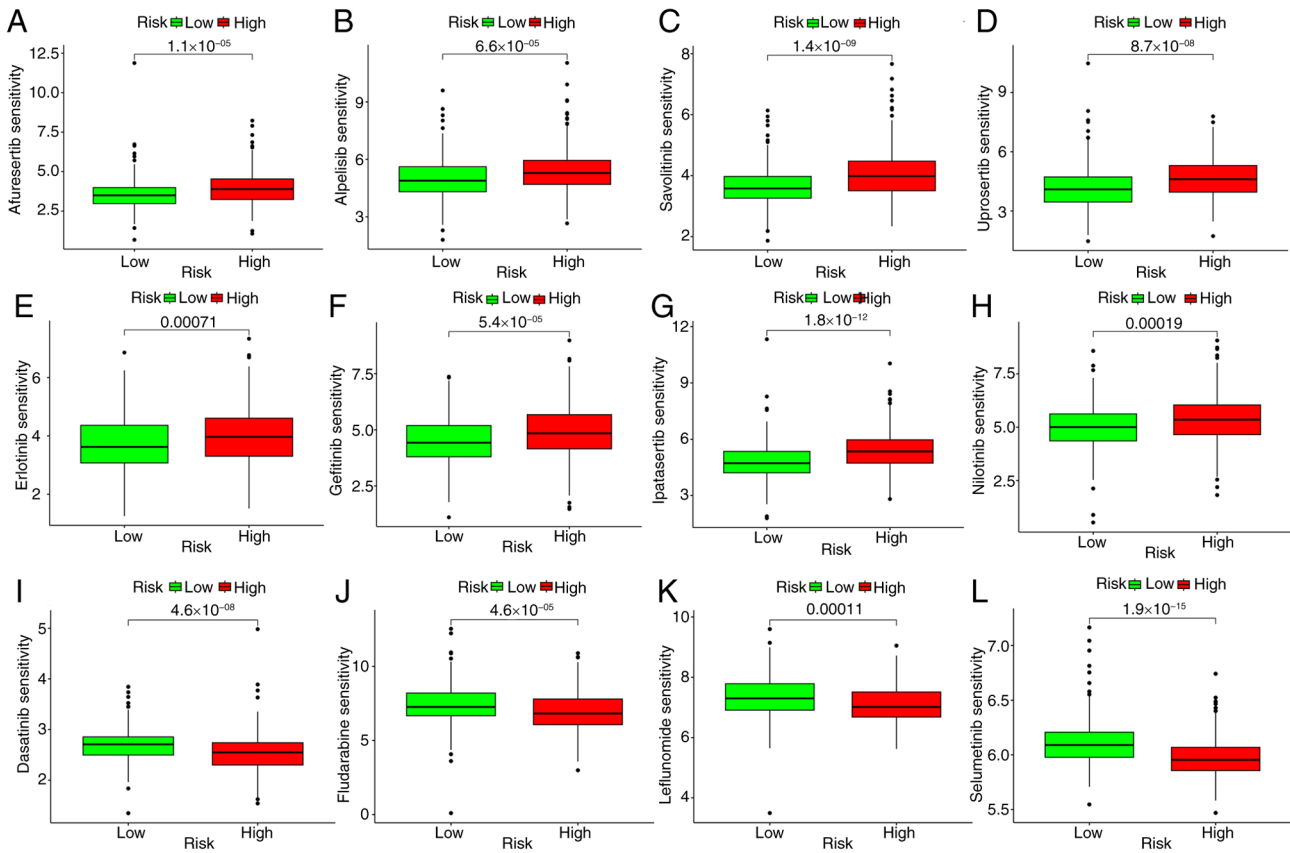 A
Risk Low High
1.1×10⁻⁰⁵
Afuresertib sensitivity
12.5
10.0
7.5
5.0
2.5
Low High
Risk
B
Risk Low High
6.6×10⁻⁰⁵
Alpelisib sensitivity
9
6
3
Low High
Risk
C
Risk Low High
1.4×10⁻⁰⁹
Savolitinib sensitivity
8
6
4
2
Low High
Risk
D
Risk Low High
8.7×10⁻⁰⁸
Uprosertib sensitivity
9
6
3
Low High
Risk
E
Risk Low High
0.00071
Erlotinib sensitivity
6
4
2
Low High
Risk
F
Risk Low High
5.4×10⁻⁰⁵
Gefitinib sensitivity
7.5
5.0
2.5
Low High
Risk
G
Risk Low High
1.8×10⁻¹²
Ipatasertib sensitivity
12
9
6
3
Low High
Risk
H
Risk Low High
0.00019
Nilotinib sensitivity
7.5
5.0
2.5
Low High
Risk
I
Risk Low High
4.6×10⁻⁰⁸
Dasatinib sensitivity
5
4
3
2
Low High
Risk
J
Risk Low High
4.6×10⁻⁰⁵
Fludarabine sensitivity
10
5
0
Low High
Risk
K
Risk Low High
0.00011
Leflunomide sensitivity
10
8
6
4
Low High
Risk
L
Risk Low High
1.9×10⁻¹⁵
Selumetinib sensitivity
7.0
6.5
6.0
5.5
Low High
Risk